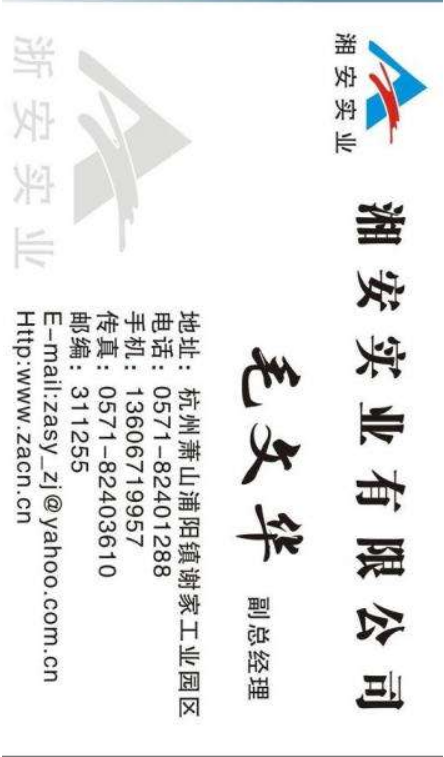 湘安实业
湘安实业有限公司
毛文华 副总经理
浙安实业
地址：杭州萧山浦阳镇谢家工业园区
电话：0571-82401288
手机：13606719957
传真：0571-82403610
邮编：311255
E-mail:zasy_zj@yahoo.com.cn
Http:www.zacn.cn